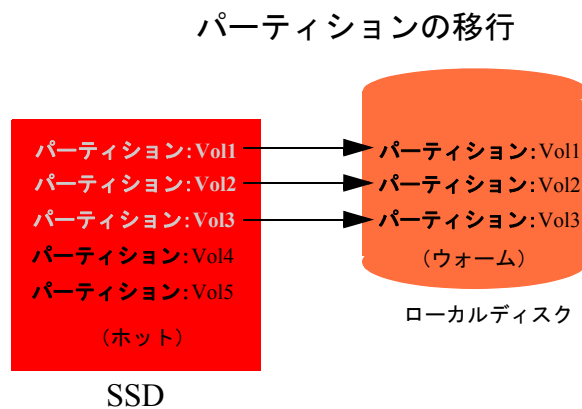 パーティションの移行
パーティション:Vol1
パーティション:Vol2
パーティション:Vol3
パーティション:Vol4
パーティション:Vol5
（ホット）
SSD
パーティション:Vol1
パーティション:Vol2
パーティション:Vol3
（ウォーム）
ローカルディスク